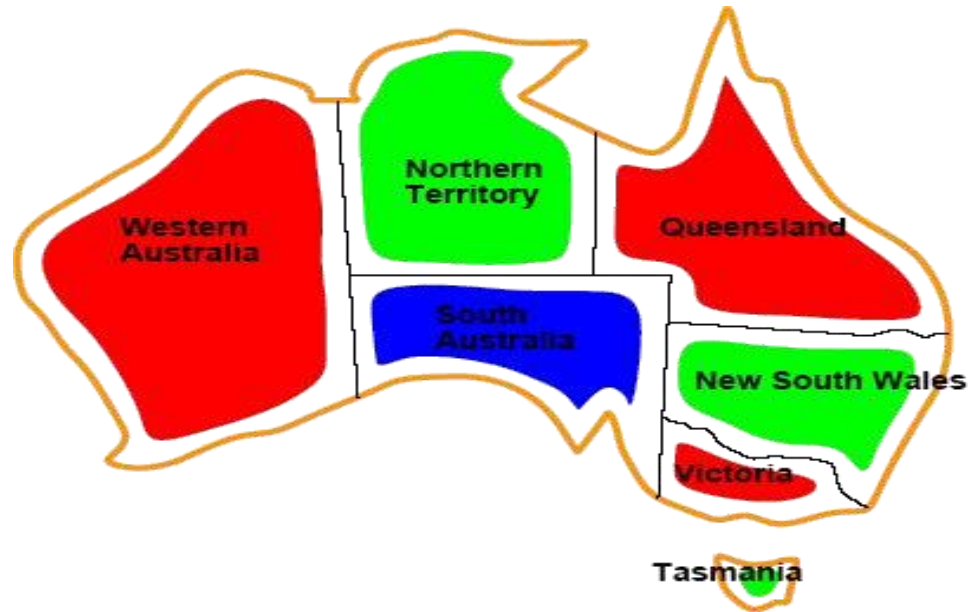 Northern
Territory
Western
Australia
Queensland
South
Australia
New South Wales
Victoria
Tasmania